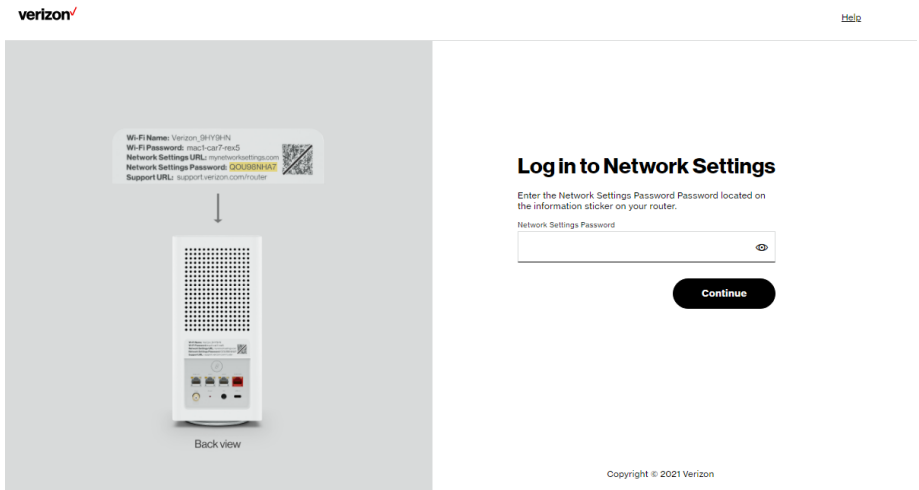 verizon
Help
Wi-Fi Name: Verizon_9HY9HN
Wi-Fi Password: mact-car7-rex5
Network Settings URL: mynetworksettings.com
Network Settings Password: QOU98NHA7
Support URL: support.verizon.com/router
Back view
Log in to Network Settings
Enter the Network Settings Password Password located on
the information sticker on your router.
Network Settings Password
Continue
Copyright © 2021 Verizon